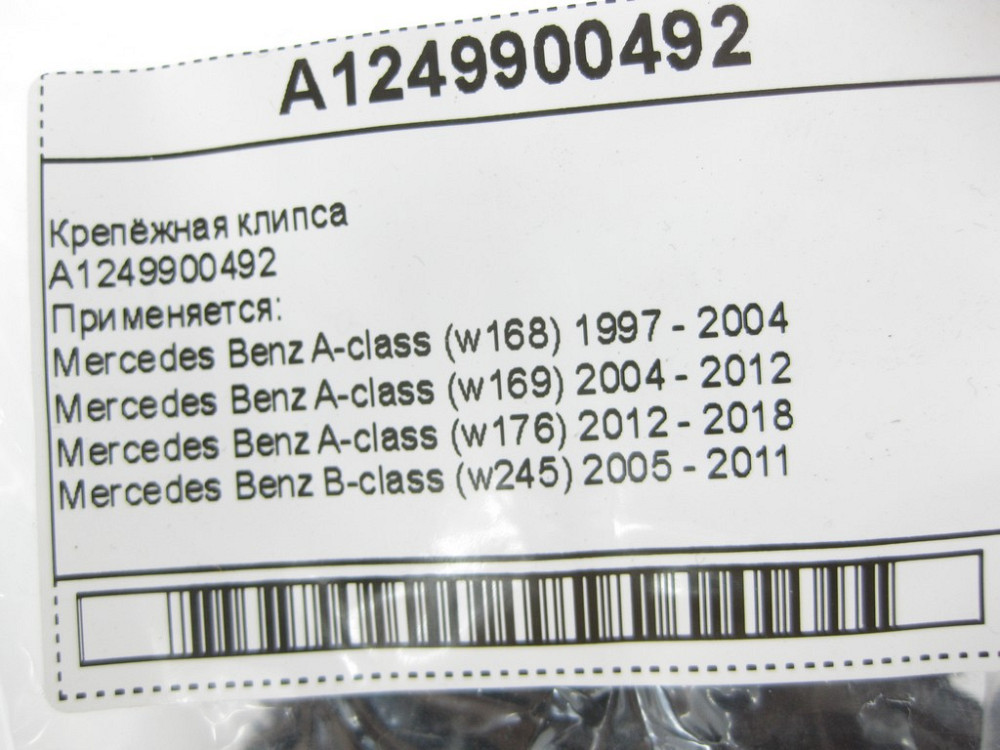 A1249900492
Крепёжная клипса
A1249900492
Применяется:
Mercedes Benz A-class (w168) 1997 - 2004
Mercedes Benz A-class (w169) 2004 - 2012
Mercedes Benz A-class (w176) 2012 - 2018
Mercedes Benz B-class (w245) 2005 - 2011